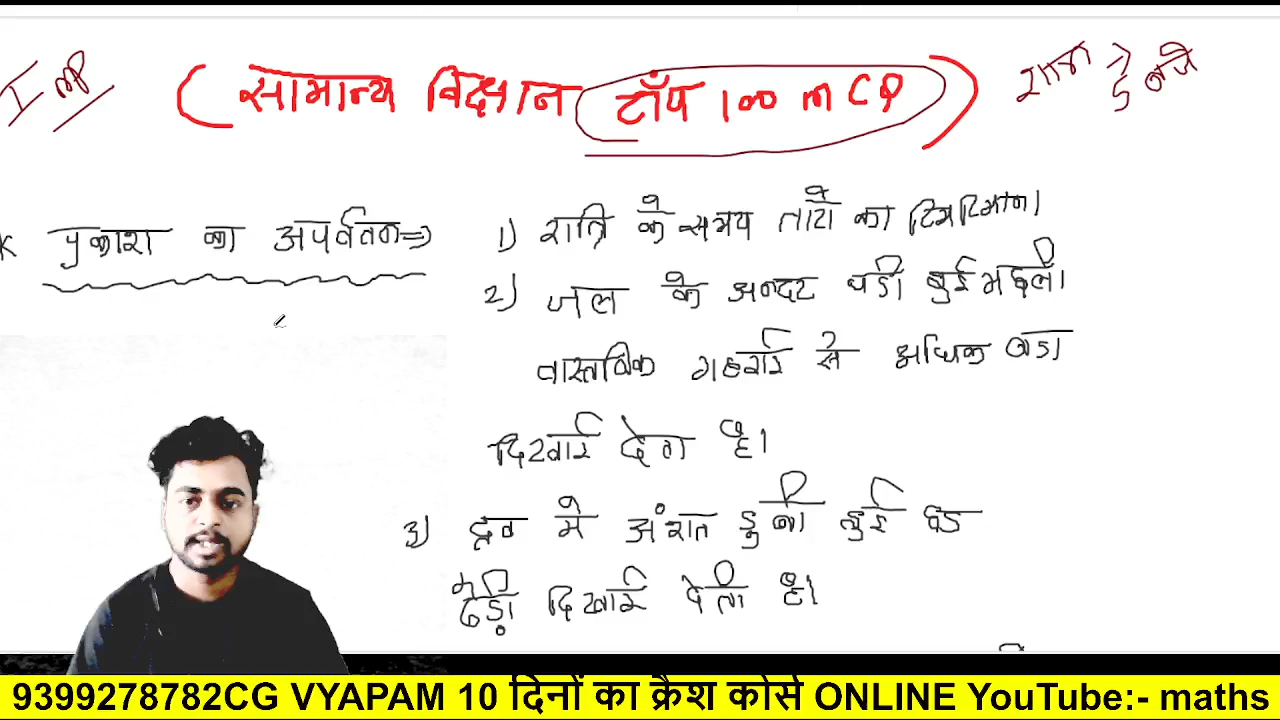 IMP
(सामान्य विज्ञान टॉप 100 MCQ)
शाम 5 बजे
प्रकाश का अपवर्तन ⇒
1) रात्रि के समय तारों का टिमटिमाना
2) जल के अन्दर पडी हुई मछली
वास्तविक गहराई से अधिक बडा
दिखाई देता है।
3) द्रव में अंशत डुबी हुई छड
टेड़ी दिखाई देती है।
9399278782CG VYAPAM 10 दिनों का क्रैश कोर्स ONLINE YouTube:- maths